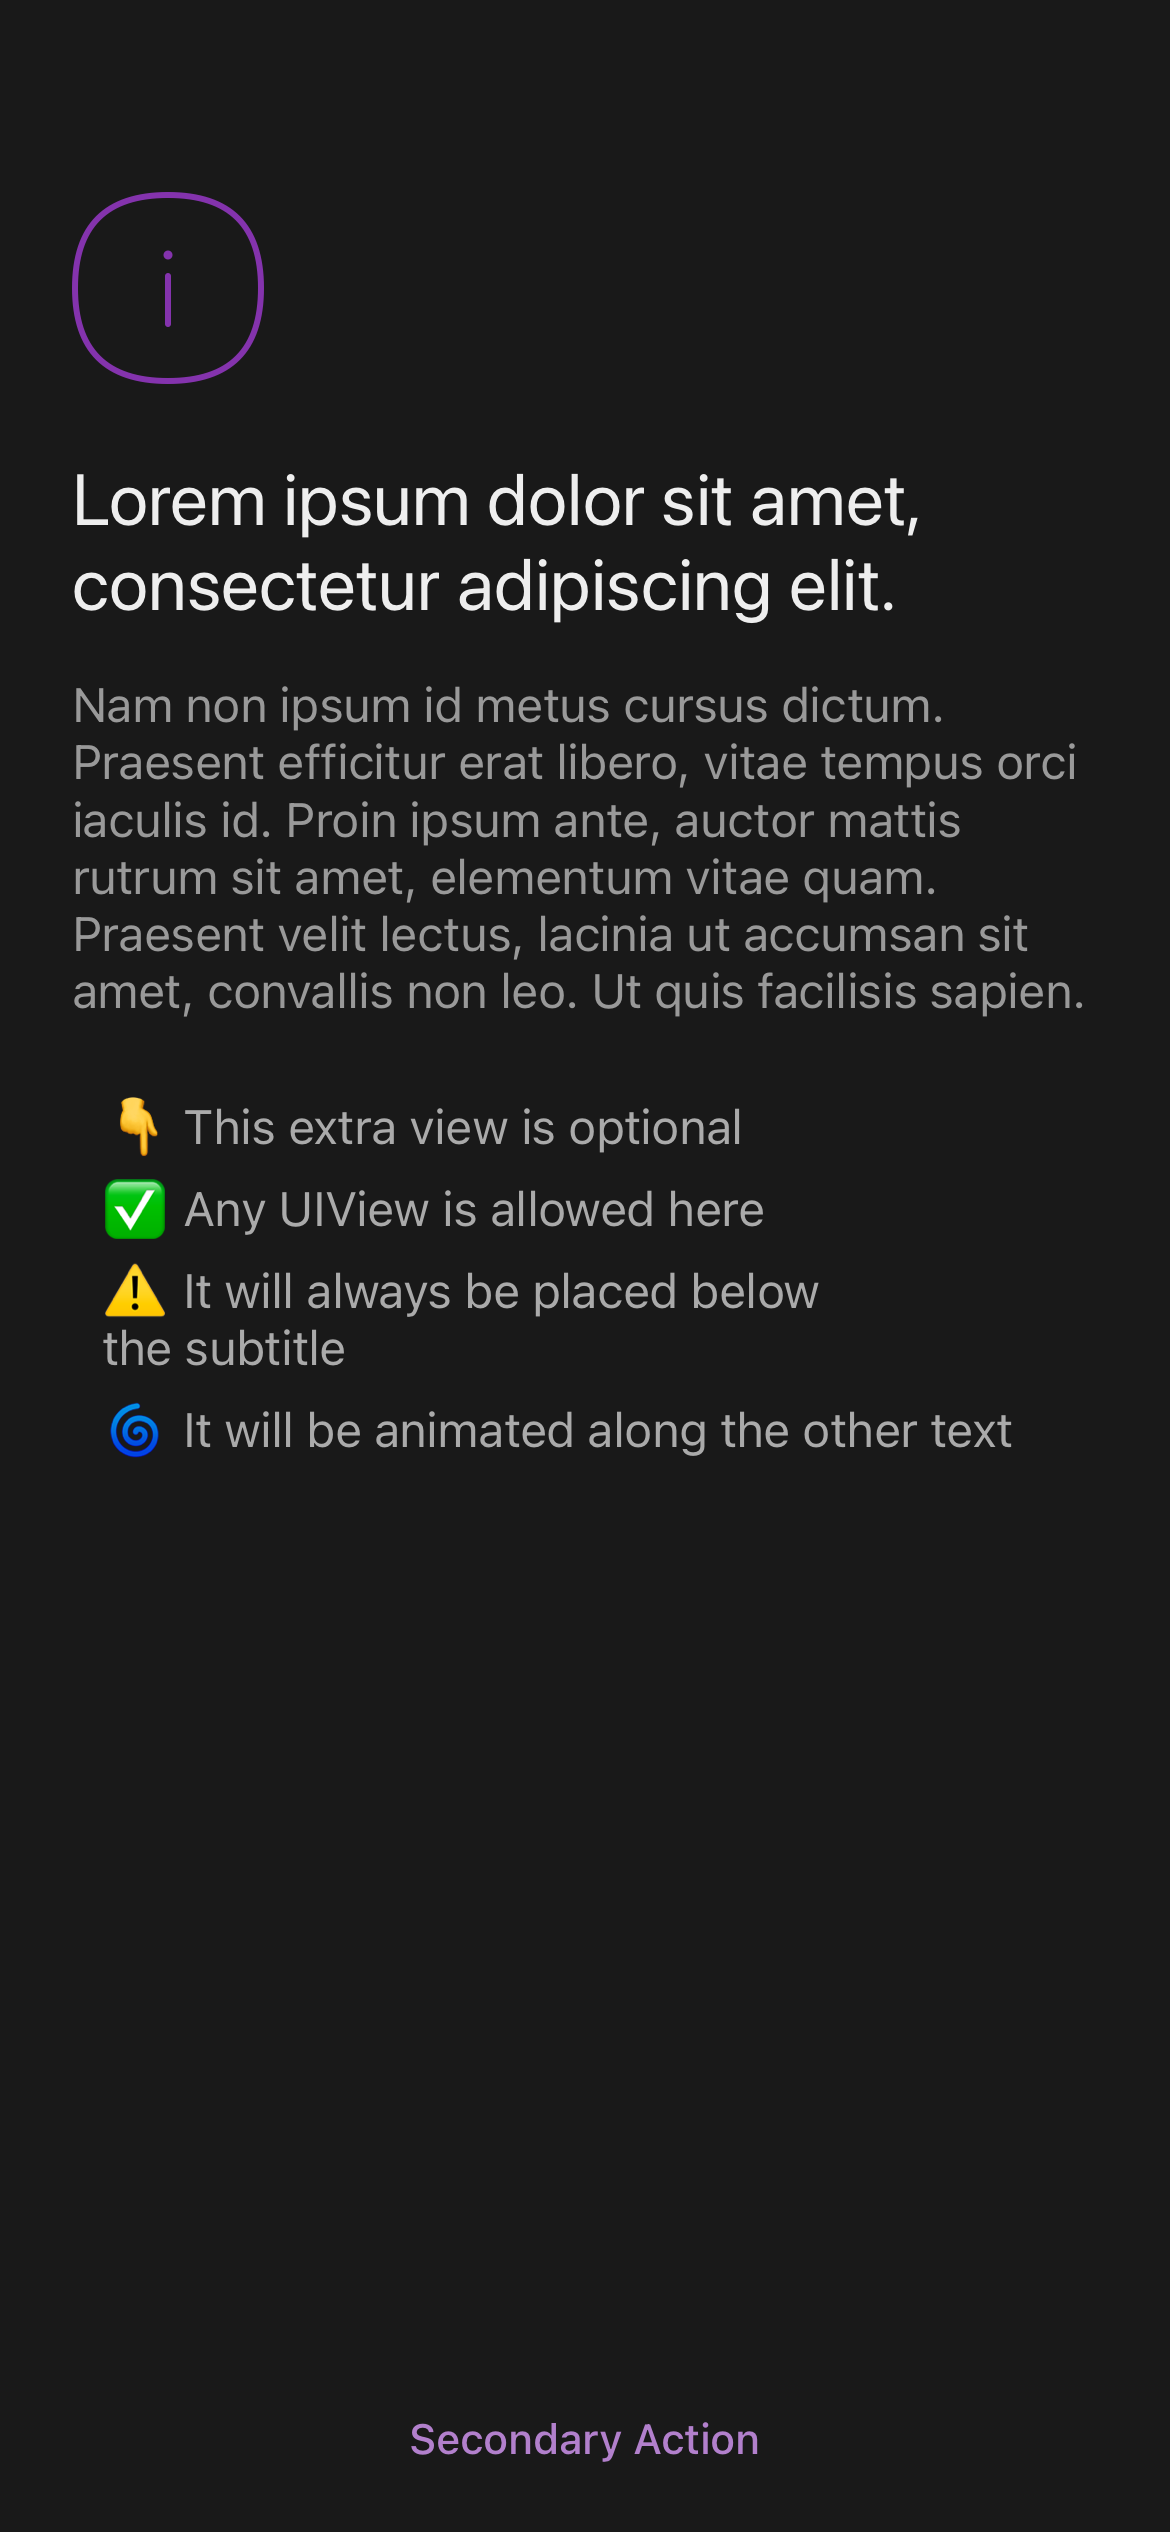 Lorem ipsum dolor sit amet,
consectetur adipiscing elit.
Nam non ipsum id metus cursus dictum.
Praesent efficitur erat libero, vitae tempus orci
iaculis id. Proin ipsum ante, auctor mattis
rutrum sit amet, elementum vitae quam.
Praesent velit lectus, lacinia ut accumsan sit
amet, convallis non leo. Ut quis facilisis sapien.
👇 This extra view is optional
✅ Any UIView is allowed here
⚠️ It will always be placed below
the subtitle
🌀 It will be animated along the other text
Secondary Action